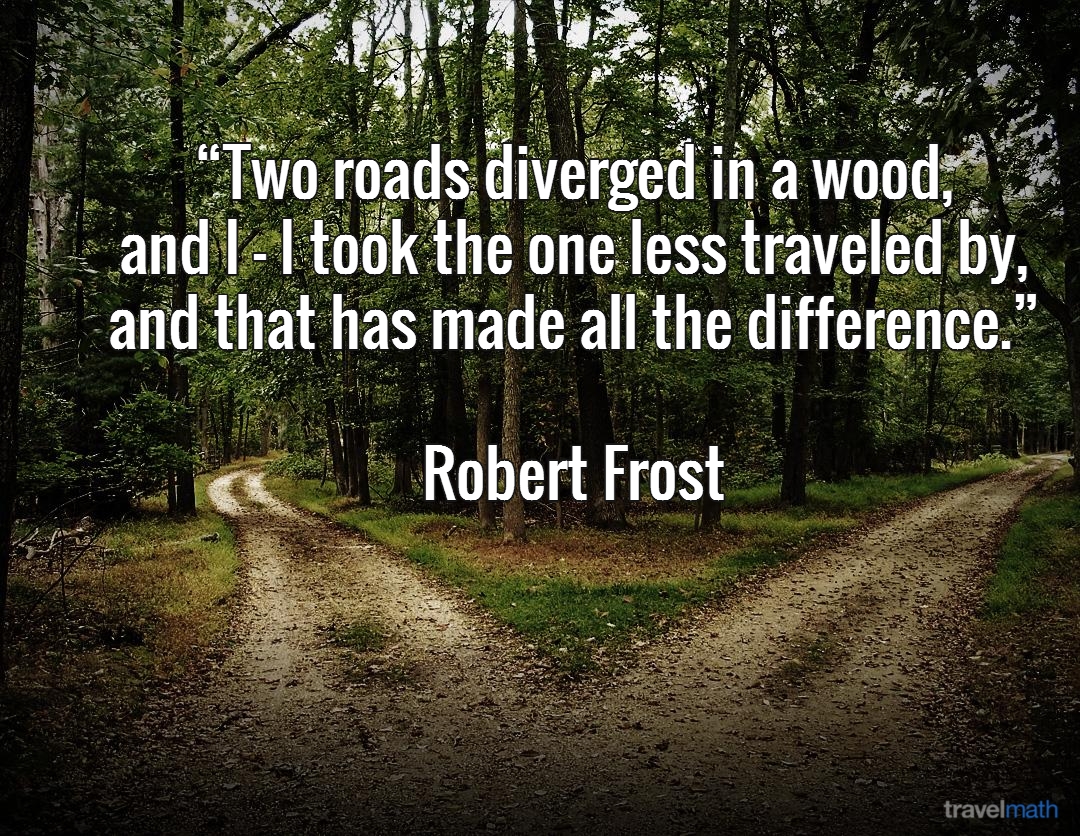 “Two roads diverged in a wood,
and I - I took the one less traveled by,
and that has made all the difference.”
Robert Frost
travelmath